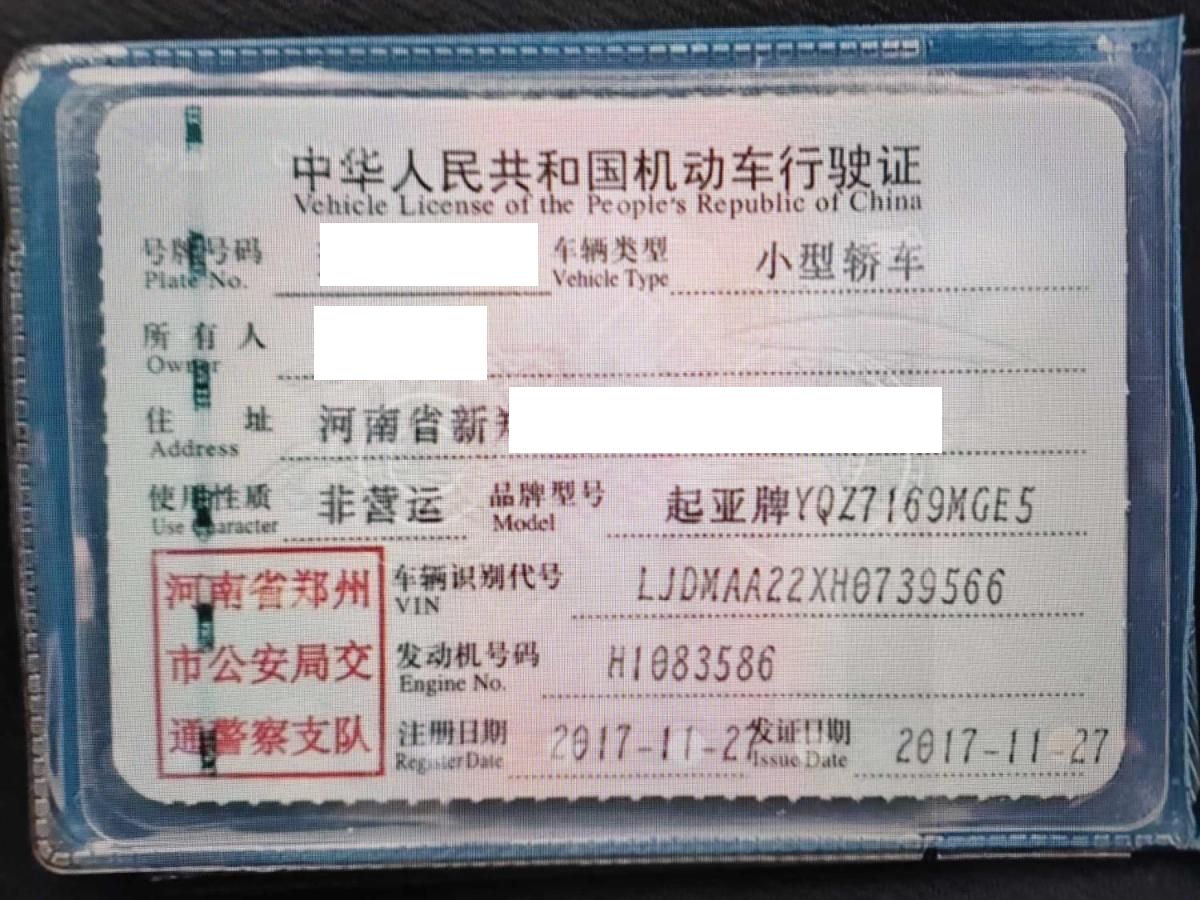 中华人民共和国机动车行驶证
Vehicle License of the People's Republic of China
号牌号码 车辆类型 小型轿车
Plate No. Vehicle Type
所有人
Owner
住址 河南省新
Address
使用性质 非营运 品牌型号 起亚牌YQZ7169MGE5
Use Character Model
车辆识别代号 LJDMAA22XH0739566
VIN
发动机号码 H1083586
Engine No.
注册日期 2017-11-27 发证日期 2017-11-27
Register Date Issue Date
河南省郑州
市公安局交
通警察支队